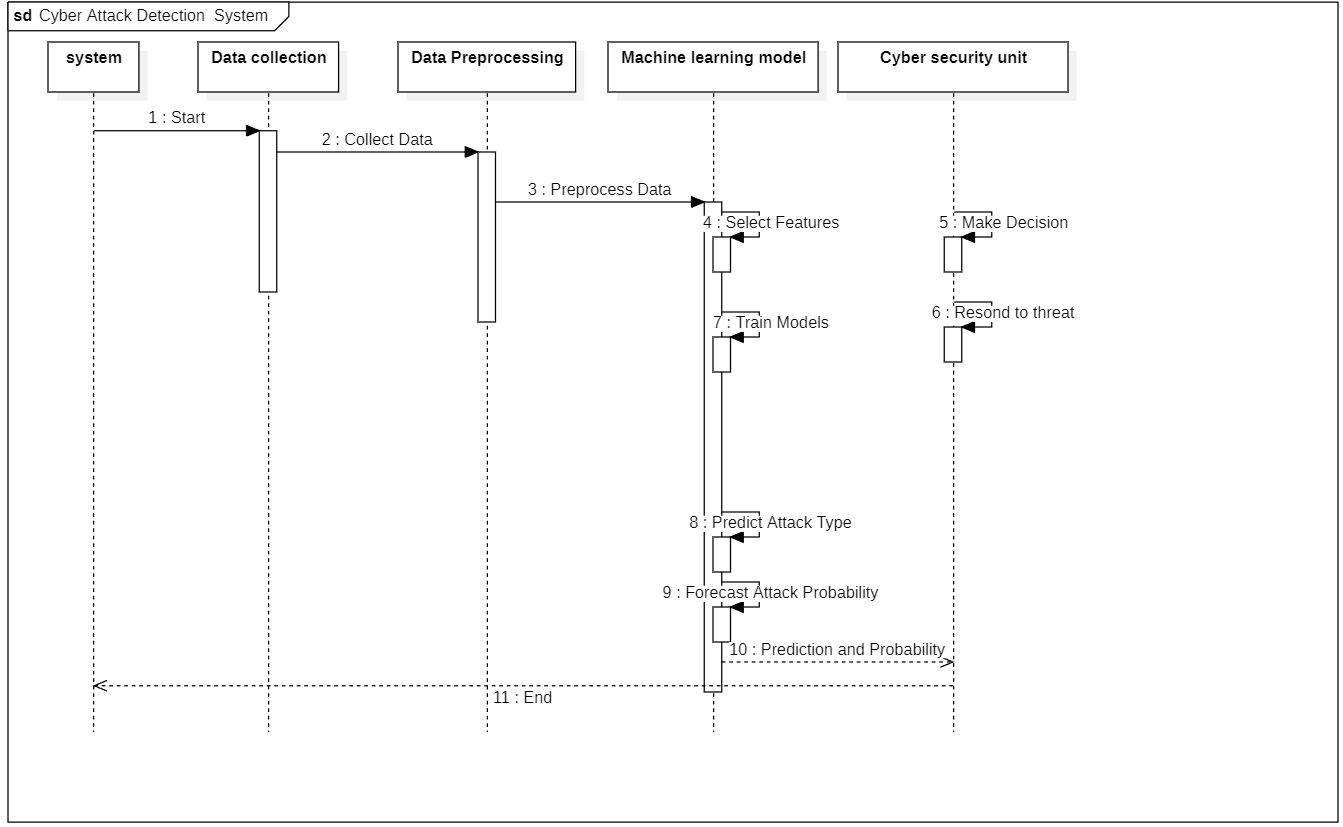 sd Cyber Attack Detection System
system
Data collection
Data Preprocessing
Machine learning model
Cyber security unit
1 : Start
2 : Collect Data
3 : Preprocess Data
4 : Select Features
5 : Make Decision
6 : Resond to threat
7 : Train Models
8 : Predict Attack Type
9 : Forecast Attack Probability
10 : Prediction and Probability
11 : End